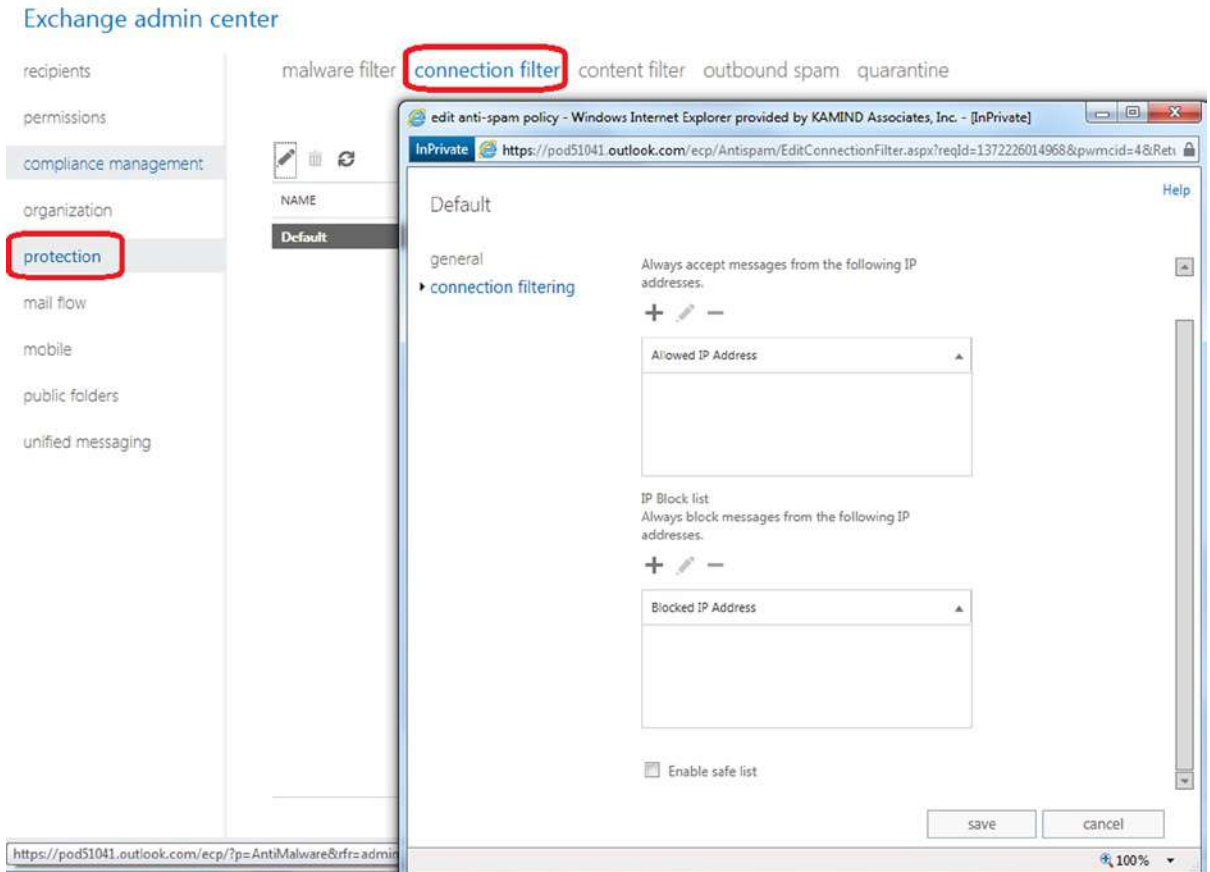 Exchange admin center
recipients
permissions
compliance management
organization
protection
mail flow
mobile
public folders
unified messaging
malware filter connection filter content filter outbound spam quarantine
NAME
Default
edit anti-spam policy - Windows Internet Explorer provided by KAMIND Associates, Inc. - [InPrivate]
InPrivate https://pod51041.outlook.com/ecp/Antispam/EditConnectionFilter.aspx?reqId=1372226014968&pwmcid=4&Retu
Help
Default
general
connection filtering
Always accept messages from the following IP
addresses.
Allowed IP Address
IP Block list
Always block messages from the following IP
addresses.
Blocked IP Address
Enable safe list
save cancel
https://pod51041.outlook.com/ecp/?p=AntiMalware&rfr=admin
100%